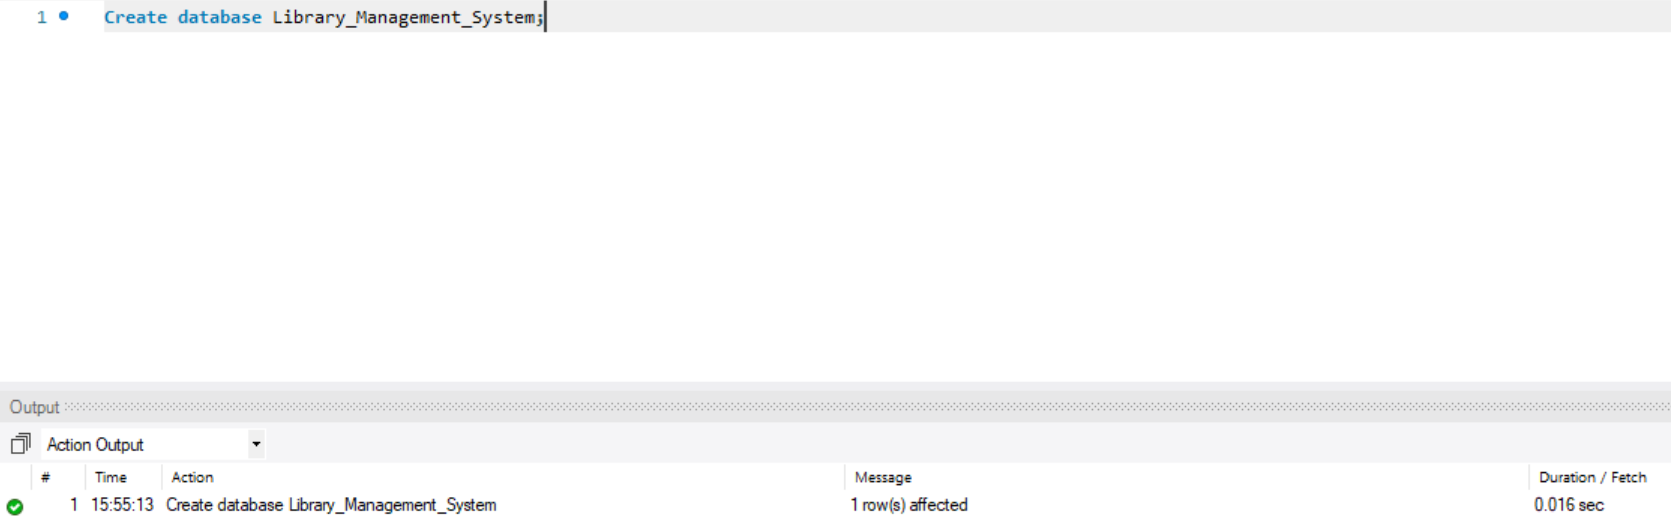 1 Create database Library_Management_System;
Output
Action Output
# Time Action Message Duration / Fetch
1 15:55:13 Create database Library_Management_System 1 row(s) affected 0.016 sec